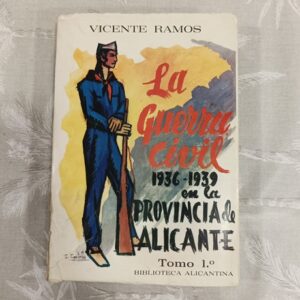 VICENTE RAMOS
La
Guerra
Civil
1936-1939
en la
PROVINCIA de
ALICANTE
Tomo 1.º
BIBLIOTECA ALICANTINA